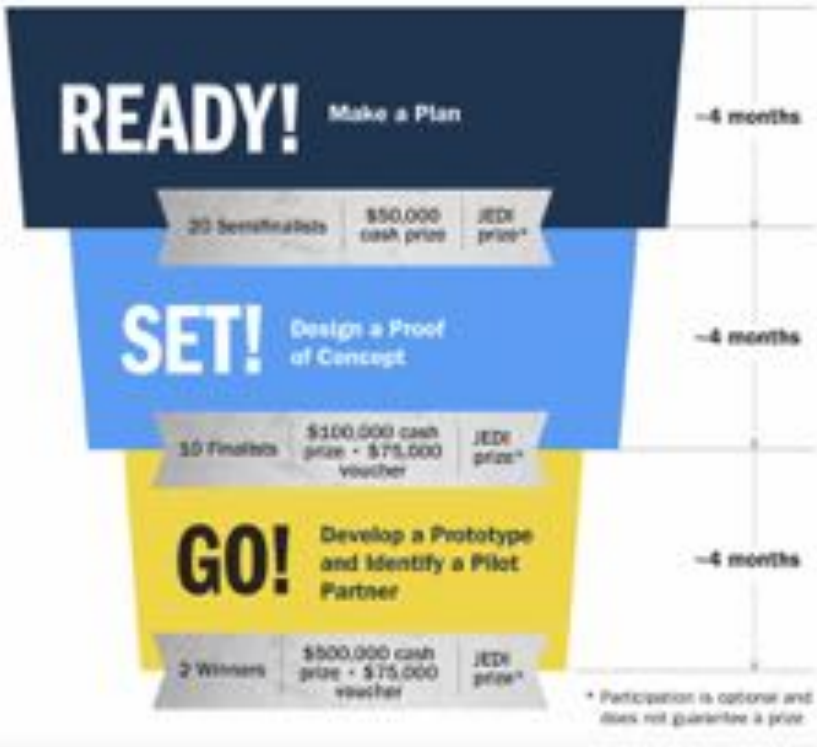 READY!
Make a Plan
~4 months
20 Semifinalists
$50,000
cash prize
JEDI
prize*
SET!
Design a Proof
of Concept
~4 months
10 Finalists
$100,000 cash
prize + $75,000
voucher
JEDI
prize*
GO!
Develop a Prototype
and Identify a Pilot
Partner
~4 months
Winners
$500,000 cash
prize + $75,000
voucher
JEDI
prize*
* Participation is optional and
does not guarantee a prize